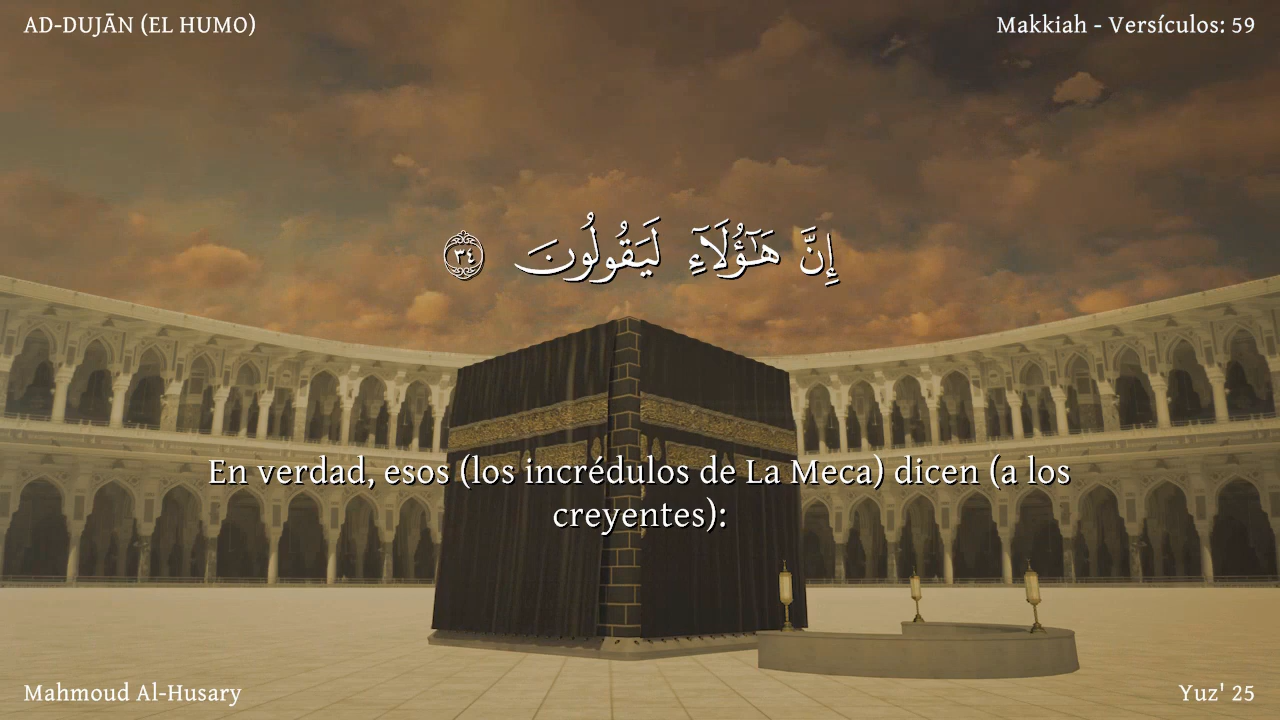 AD-DUJĀN (EL HUMO)
Makkiah - Versículos: 59
إِنَّ هَٰٓؤُلَآءِ لَيَقُولُونَ ٣٤
En verdad, esos (los incrédulos de La Meca) dicen (a los
creyentes):
Mahmoud Al-Husary
Yuz' 25